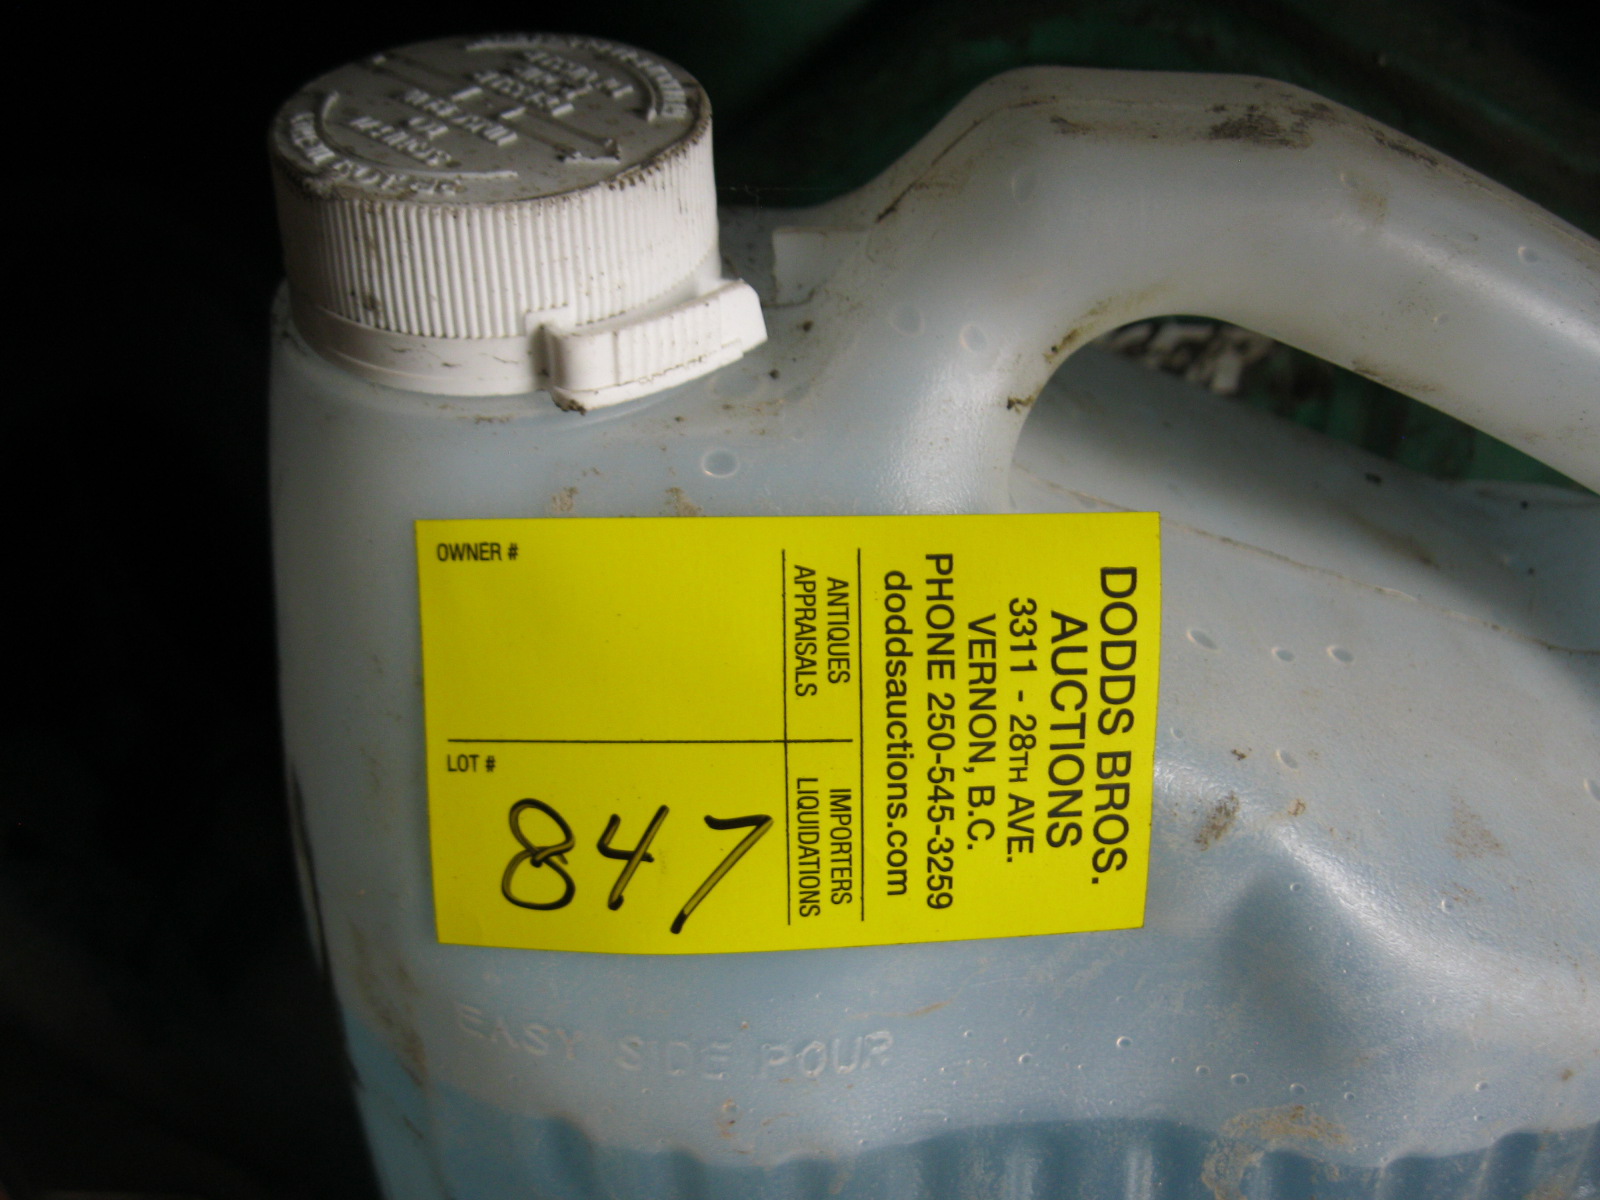 DODDS BROS.
AUCTIONS
3311 - 28TH AVE.
VERNON, B.C.
PHONE 250-545-3259
doddsauctions.com
ANTIQUES
APPRAISALS
IMPORTERS
LIQUIDATIONS
OWNER #
LOT #
847
EASY SIDE POUR